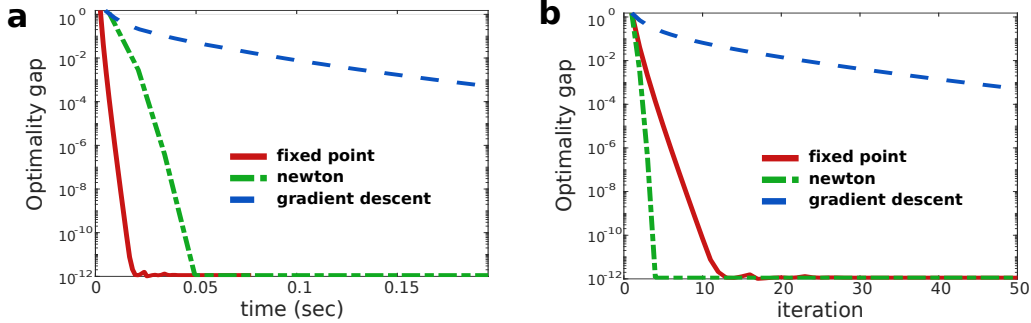 a
Optimality gap
10^0
10^-2
10^-4
10^-6
10^-8
10^-10
10^-12
fixed point
newton
gradient descent
0 0.05 0.1 0.15
time (sec)
b
Optimality gap
10^0
10^-2
10^-4
10^-6
10^-8
10^-10
10^-12
fixed point
newton
gradient descent
0 10 20 30 40 50
iteration